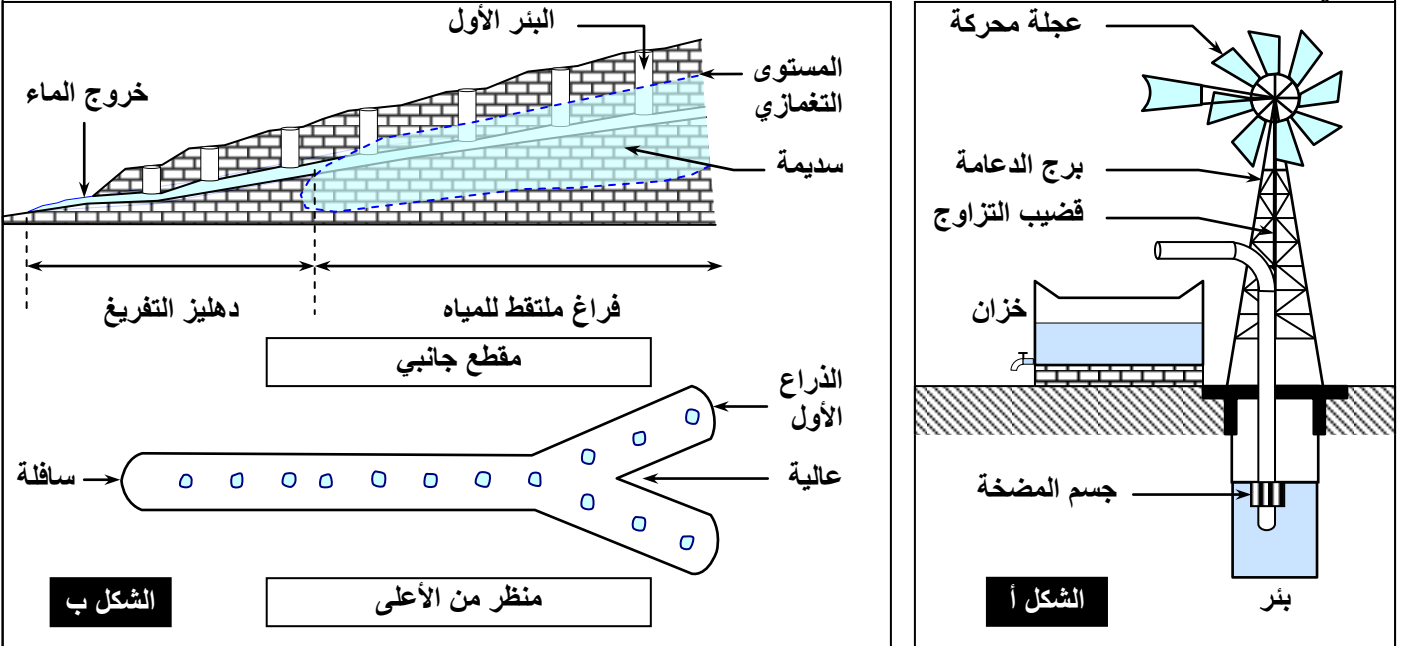 عجلة محركة
برج الدعامة
قضيب التزاوج
خزان
جسم المضخة
بئر
الشكل أ
البئر الأول
المستوى
التغمازي
خروج الماء
سديمة
فراغ ملتقط للمياه
دهليز التفريغ
مقطع جانبي
الذراع
الأول
عالية
سافلة
منظر من الأعلى
الشكل ب